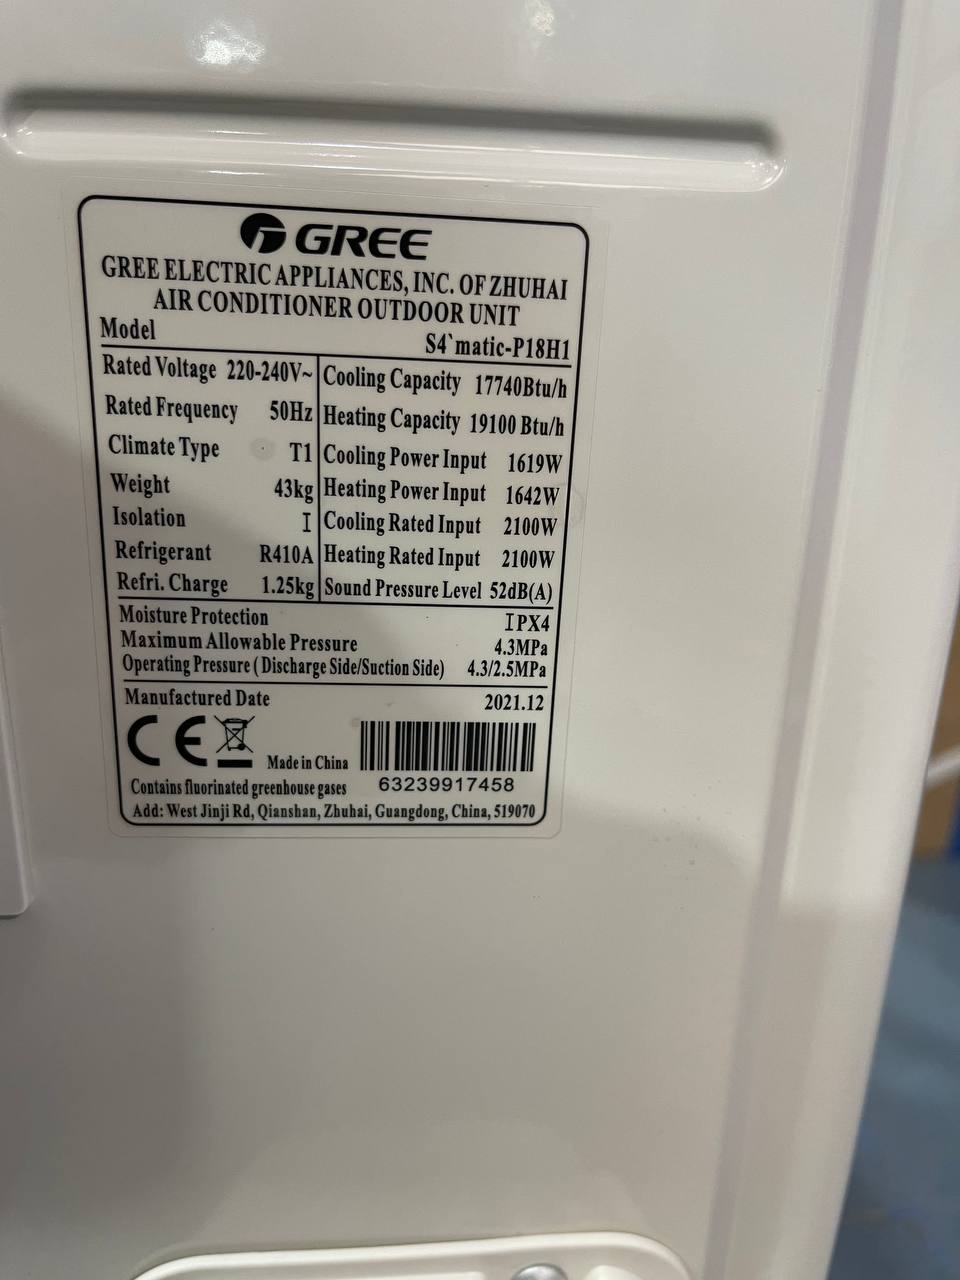 GREE
GREE ELECTRIC APPLIANCES, INC. OF ZHUHAI
AIR CONDITIONER OUTDOOR UNIT
Model S4`matic-P18H1
Rated Voltage 220-240V~ Cooling Capacity 17740Btu/h
Rated Frequency 50Hz Heating Capacity 19100 Btu/h
Climate Type T1 Cooling Power Input 1619W
Weight 43kg Heating Power Input 1642W
Isolation I Cooling Rated Input 2100W
Refrigerant R410A Heating Rated Input 2100W
Refri. Charge 1.25kg Sound Pressure Level 52dB(A)
Moisture Protection IPX4
Maximum Allowable Pressure 4.3MPa
Operating Pressure ( Discharge Side/Suction Side) 4.3/2.5MPa
Manufactured Date 2021.12
CE Made in China
Contains fluorinated greenhouse gases 63239917458
Add: West Jinji Rd, Qianshan, Zhuhai, Guangdong, China, 519070